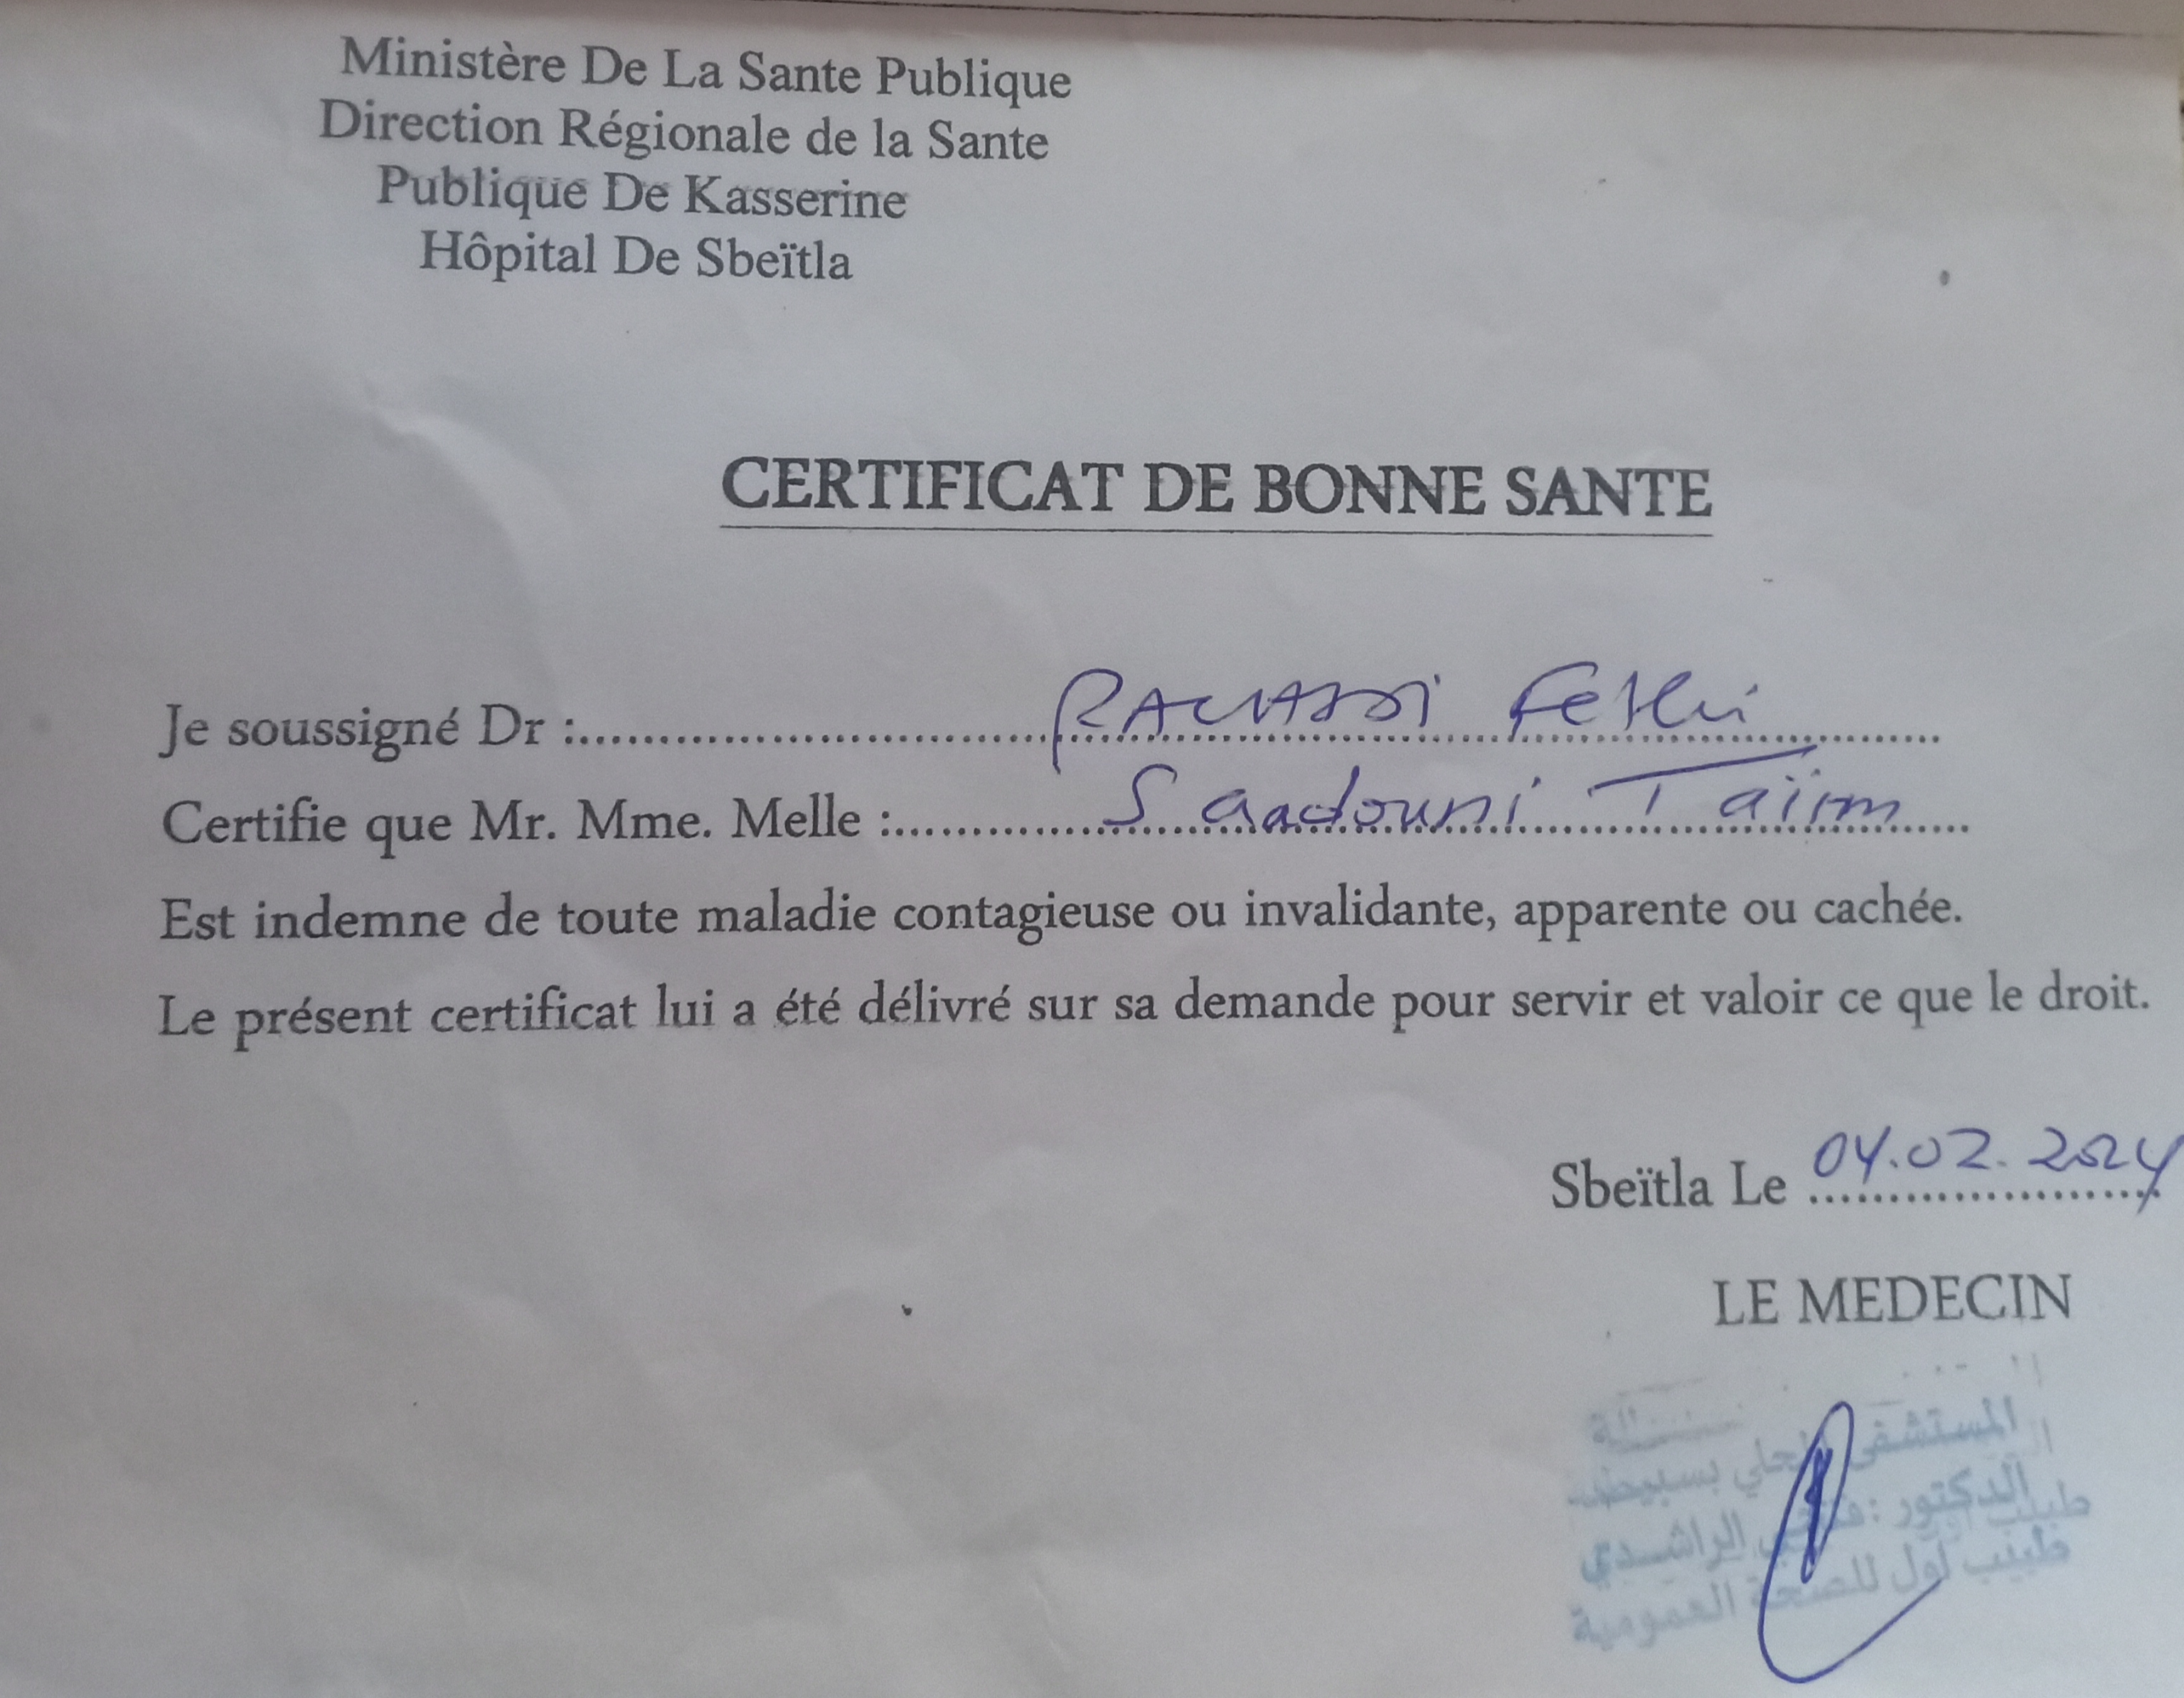 Ministère De La Sante Publique
Direction Régionale de la Sante
Publique De Kasserine
Hôpital De Sbeïtla
CERTIFICAT DE BONNE SANTE
Je soussigné Dr :.......................... Fethi
Certifie que Mr. Mme. Melle :.............. Saadouni Taïm
Est indemne de toute maladie contagieuse ou invalidante, apparente ou cachée.
Le présent certificat lui a été délivré sur sa demande pour servir et valoir ce que le droit.
Sbeïtla Le 04.02.2024
LE MEDECIN
المستشفى المحلي
الدكتور : فتحي الراشدي
طبيب أول للصحة العمومية